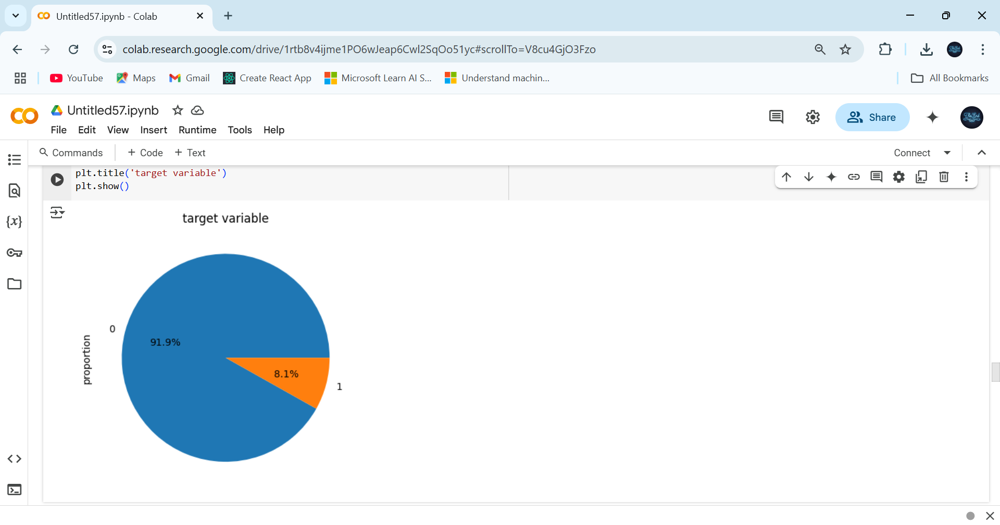 Untitled57.ipynb - Colab
colab.research.google.com/drive/1rtb8v4ijme1PO6wJeap6Cwl2SqOo51yc#scrollTo=V8cu4GjO3Fzo
YouTube Maps Gmail Create React App Microsoft Learn AI S... Understand machin... All Bookmarks
Untitled57.ipynb
File Edit View Insert Runtime Tools Help
Share
Commands + Code + Text Connect
plt.title('target variable')
plt.show()
{x}
target variable
0
91.9%
proportion
8.1%
1